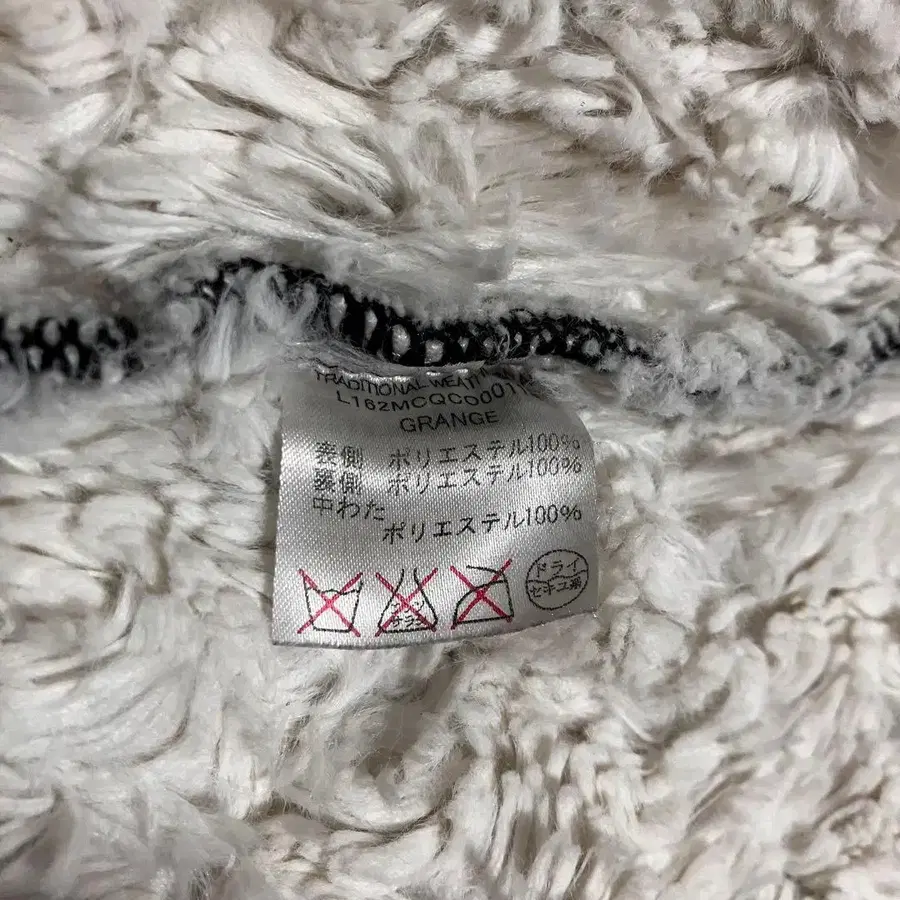 TRADITIONAL
L162MCQCO001
GRANGE
表側 ポリエステル100%
裏側 ポリエステル100%
中わた
ポリエステル100%
ドライ
セキユ系